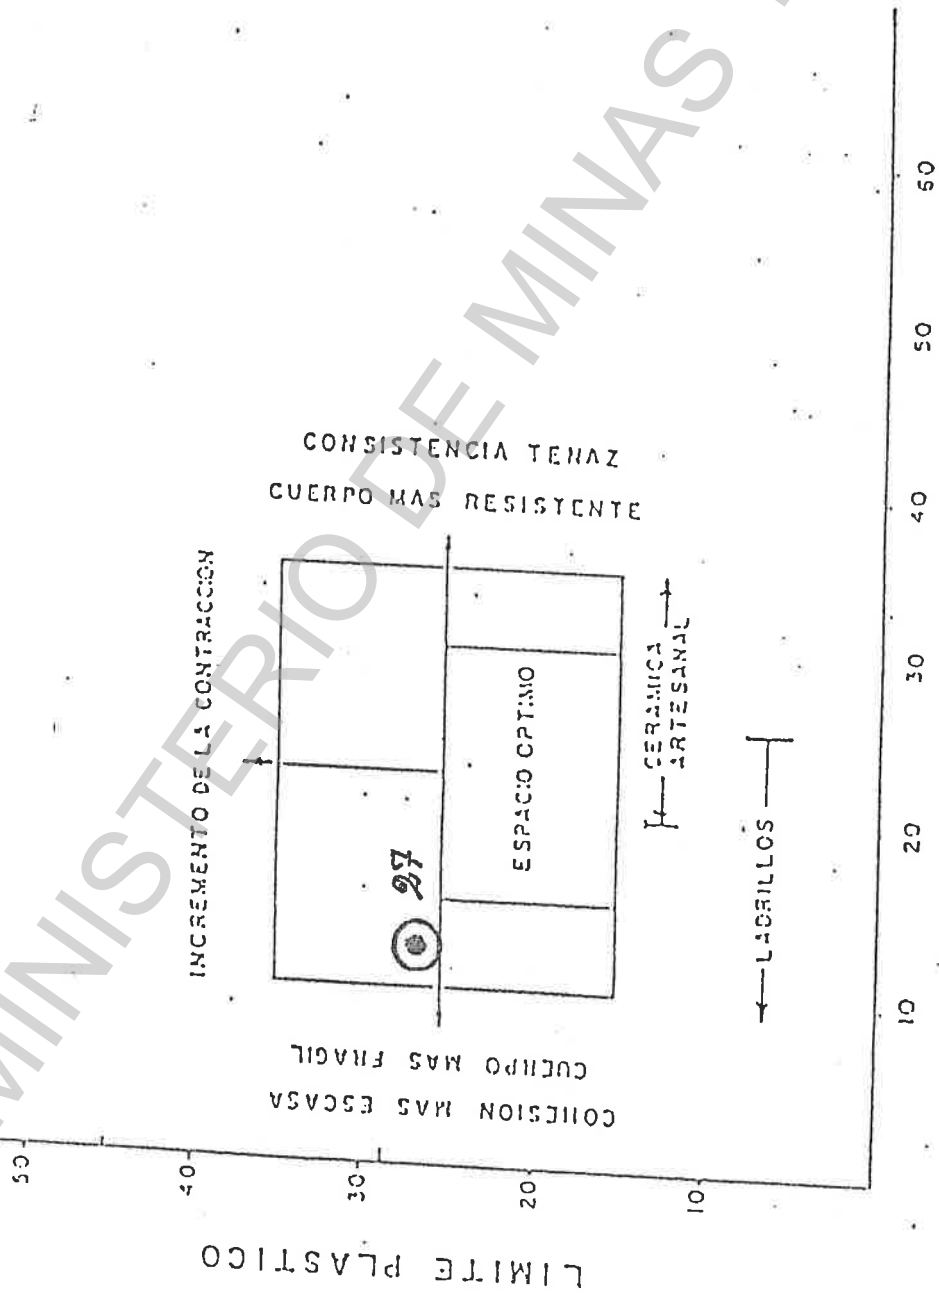 MINISTERIO DE MINAS
INCREMENTO DE LA CONTRACCION
CONSISTENCIA TENAZ
CUERPO MAS RESISTENTE
COHESION MAS ESCASA
CUERPO MAS FRAGIL
27
ESPACIO OPTIMO
CERAMICA
ARTESANAL
LADRILLOS
LIMITE PLASTICO
50
40
30
20
10
10
20
30
40
50
60